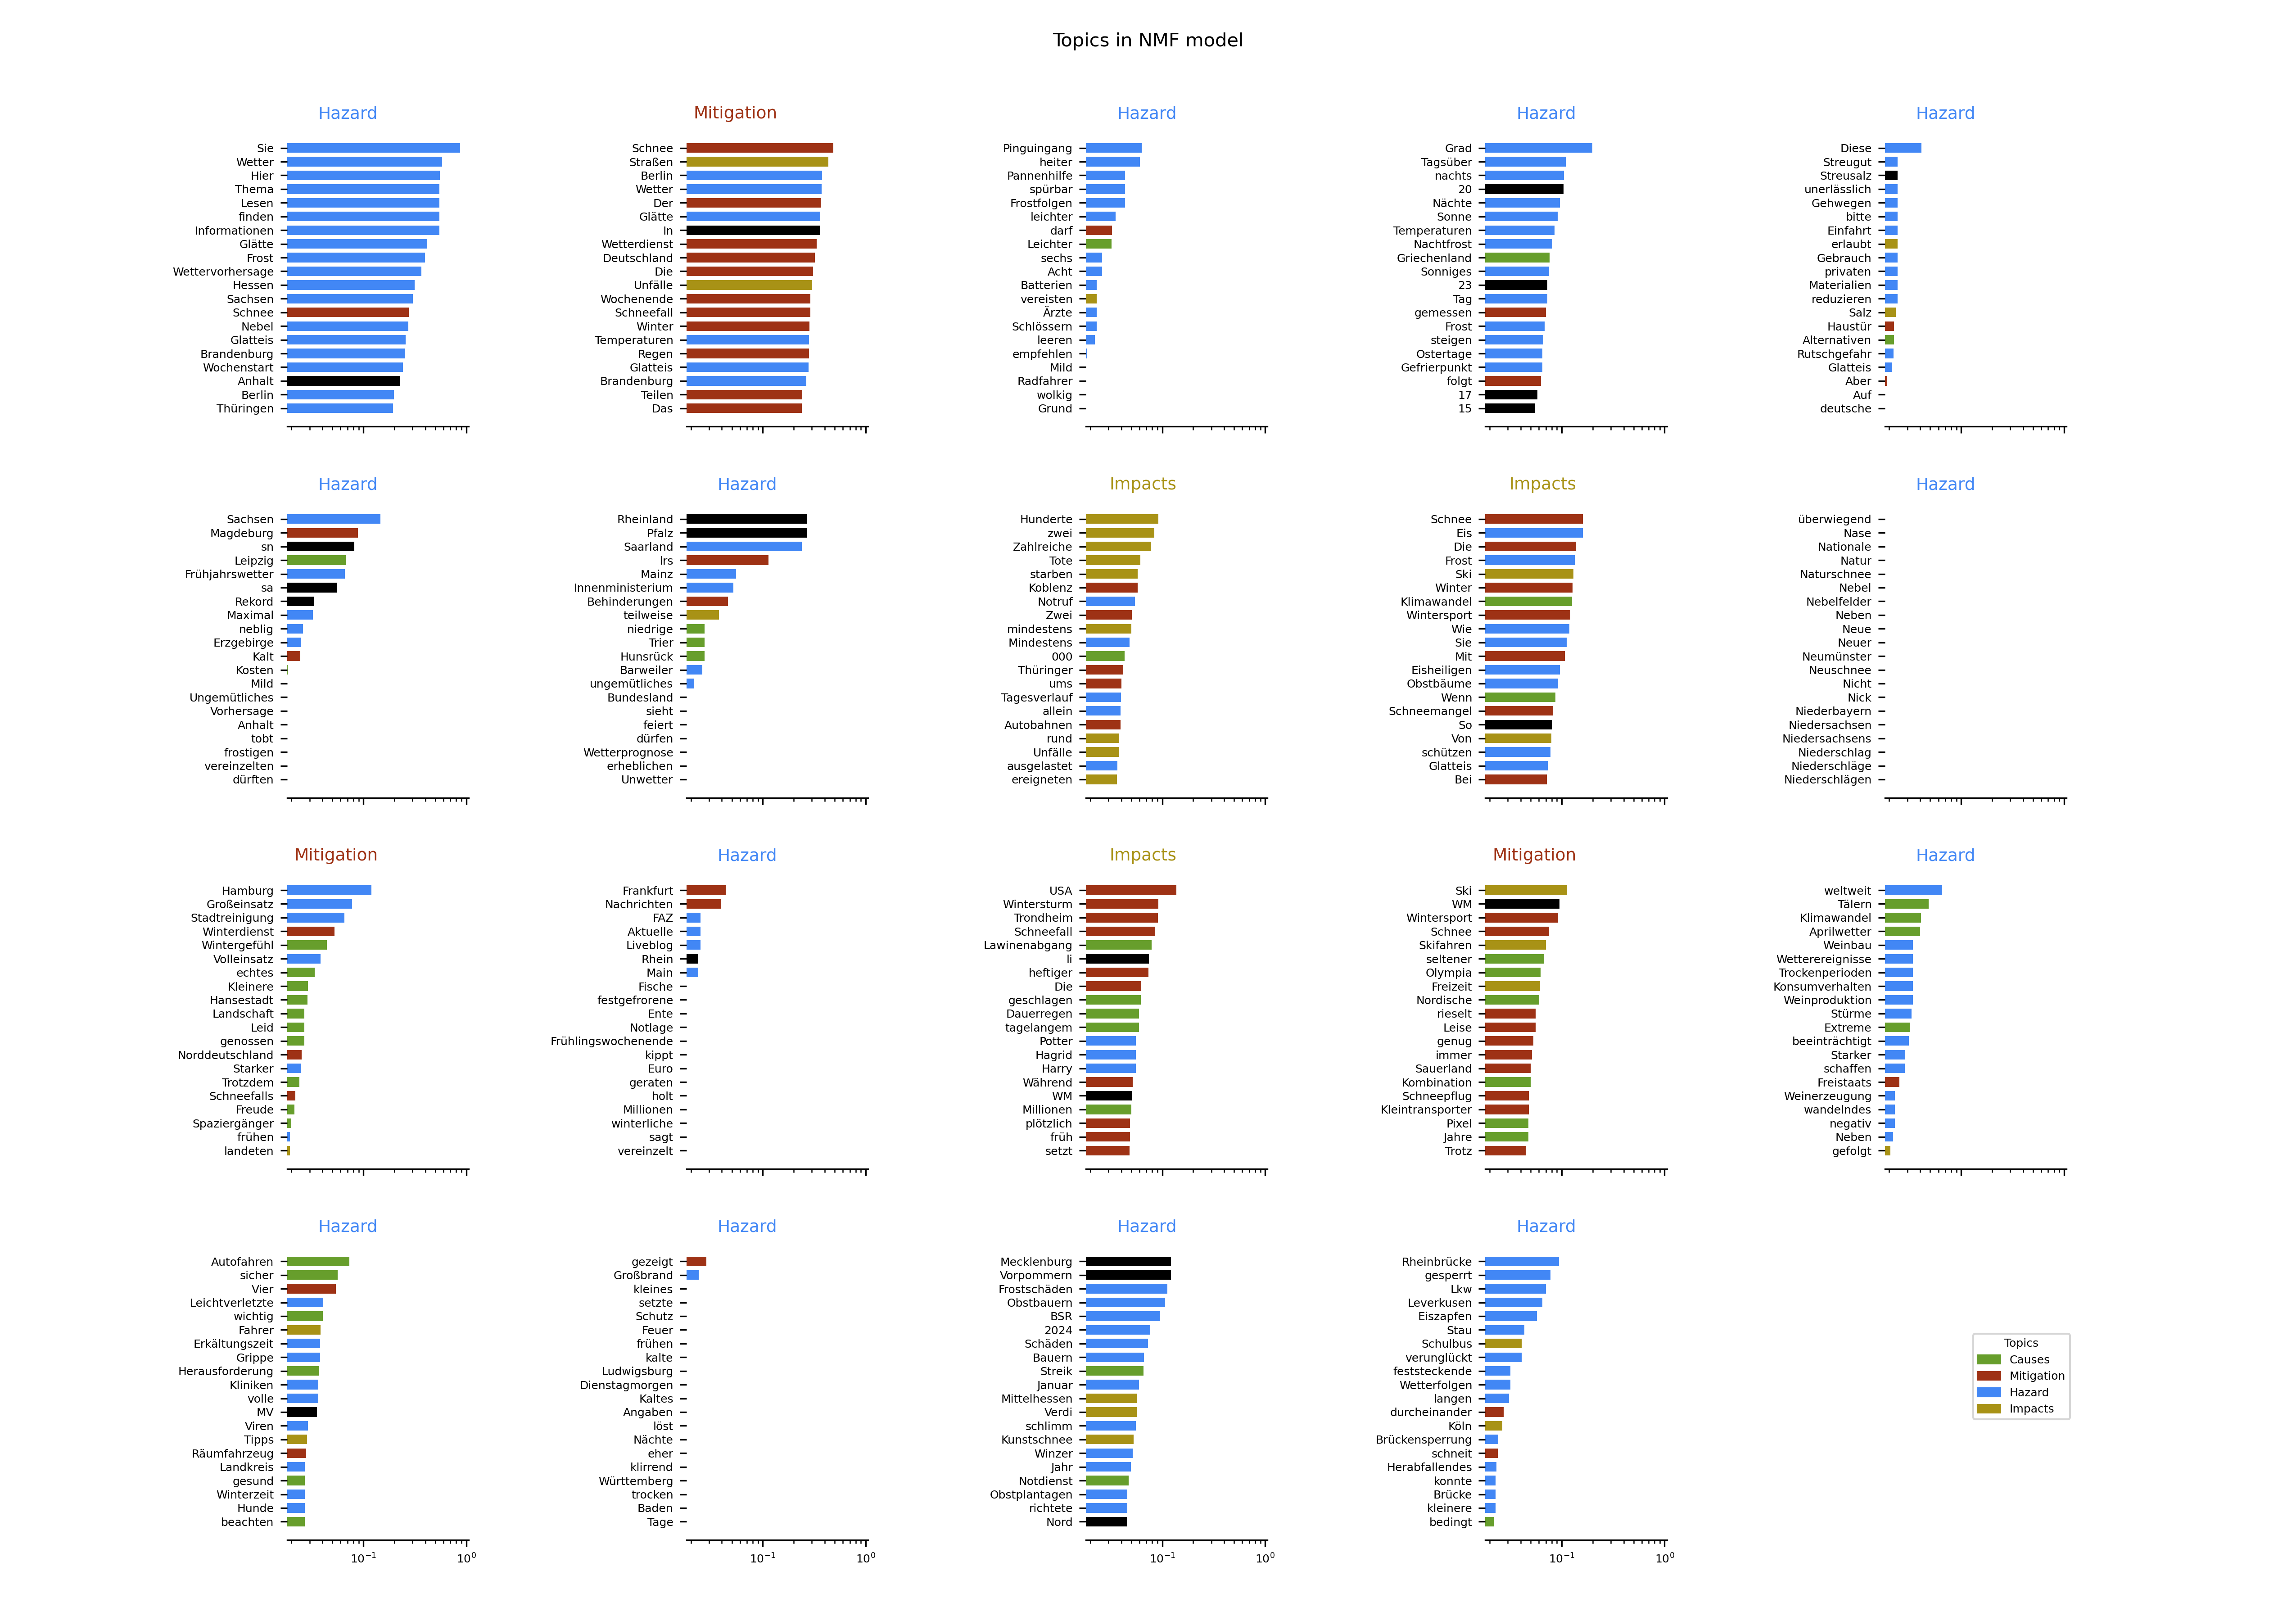 Topics in NMF model
Hazard
Sie
Wetter
Hier
Thema
Lesen
finden
Informationen
Glätte
Frost
Wettervorhersage
Hessen
Sachsen
Schnee
Nebel
Glatteis
Brandenburg
Wochenstart
Anhalt
Berlin
Thüringen
Mitigation
Schnee
Straßen
Berlin
Wetter
Der
Glätte
In
Wetterdienst
Deutschland
Die
Unfälle
Wochenende
Schneefall
Winter
Temperaturen
Regen
Glatteis
Brandenburg
Teilen
Das
Hazard
Pinguingang
heiter
Pannenhilfe
spürbar
Frostfolgen
leichter
darf
Leichter
sechs
Acht
Batterien
vereisten
Ärzte
Schlössern
leeren
empfehlen
Mild
Radfahrer
wolkig
Grund
Hazard
Grad
Tagsüber
nachts
20
Nächte
Sonne
Temperaturen
Nachtfrost
Griechenland
Sonniges
23
Tag
gemessen
Frost
steigen
Ostertage
Gefrierpunkt
folgt
17
15
Hazard
Diese
Streugut
Streusalz
unerlässlich
Gehwegen
bitte
Einfahrt
erlaubt
Gebrauch
privaten
Materialien
reduzieren
Salz
Haustür
Alternativen
Rutschgefahr
Glatteis
Aber
Auf
deutsche
Hazard
Sachsen
Magdeburg
sn
Leipzig
Frühjahrswetter
sa
Rekord
Maximal
neblig
Erzgebirge
Kalt
Kosten
Mild
Ungemütliches
Vorhersage
Anhalt
tobt
frostigen
vereinzelten
dürften
Hazard
Rheinland
Pfalz
Saarland
lrs
Mainz
Innenministerium
Behinderungen
teilweise
niedrige
Trier
Hunsrück
Barweiler
ungemütliches
Bundesland
sieht
feiert
dürfen
Wetterprognose
erheblichen
Unwetter
Impacts
Hunderte
zwei
Zahlreiche
Tote
starben
Koblenz
Notruf
Zwei
mindestens
Mindestens
000
Thüringer
ums
Tagesverlauf
allein
Autobahnen
rund
Unfälle
ausgelastet
ereigneten
Impacts
Schnee
Eis
Die
Frost
Ski
Winter
Klimawandel
Wintersport
Wie
Sie
Mit
Eisheiligen
Obstbäume
Wenn
Schneemangel
So
Von
schützen
Glatteis
Bei
Hazard
überwiegend
Nase
Nationale
Natur
Naturschnee
Nebel
Nebelfelder
Neben
Neue
Neuer
Neumünster
Neuschnee
Nicht
Nick
Niederbayern
Niedersachsen
Niedersachsens
Niederschlag
Niederschläge
Niederschlägen
Mitigation
Hamburg
Großeinsatz
Stadtreinigung
Winterdienst
Wintergefühl
Volleinsatz
echtes
Kleinere
Hansestadt
Landschaft
Leid
genossen
Norddeutschland
Starker
Trotzdem
Schneefalls
Freude
Spaziergänger
frühen
landeten
Hazard
Frankfurt
Nachrichten
FAZ
Aktuelle
Liveblog
Rhein
Main
Fische
festgefrorene
Ente
Notlage
Frühlingswochenende
kippt
Euro
geraten
holt
Millionen
winterliche
sagt
vereinzelt
Impacts
USA
Wintersturm
Trondheim
Schneefall
Lawinenabgang
li
heftiger
Die
geschlagen
Dauerregen
tagelangem
Potter
Hagrid
Harry
Während
WM
Millionen
plötzlich
früh
setzt
Mitigation
Ski
WM
Wintersport
Schnee
Skifahren
seltener
Olympia
Freizeit
Nordische
rieselt
Leise
genug
immer
Sauerland
Kombination
Schneepflug
Kleintransporter
Pixel
Jahre
Trotz
Hazard
weltweit
Tälern
Klimawandel
Aprilwetter
Weinbau
Wetterereignisse
Trockenperioden
Konsumverhalten
Weinproduktion
Stürme
Extreme
beeinträchtigt
Starker
schaffen
Freistaats
Weinerzeugung
wandelndes
negativ
Neben
gefolgt
Hazard
Autofahren
sicher
Vier
Leichtverletzte
wichtig
Fahrer
Erkältungszeit
Grippe
Herausforderung
Kliniken
volle
MV
Viren
Tipps
Räumfahrzeug
Landkreis
gesund
Winterzeit
Hunde
beachten
10⁻¹ 10⁰
Hazard
gezeigt
Großbrand
kleines
setzte
Schutz
Feuer
frühen
kalte
Ludwigsburg
Dienstagmorgen
Kaltes
Angaben
löst
Nächte
eher
klirrend
Württemberg
trocken
Baden
Tage
10⁻¹ 10⁰
Hazard
Mecklenburg
Vorpommern
Frostschäden
Obstbauern
BSR
2024
Schäden
Bauern
Streik
Januar
Mittelhessen
Verdi
schlimm
Kunstschnee
Winzer
Jahr
Notdienst
Obstplantagen
richtete
Nord
10⁻¹ 10⁰
Hazard
Rheinbrücke
gesperrt
Lkw
Leverkusen
Eiszapfen
Stau
Schulbus
verunglückt
feststeckende
Wetterfolgen
langen
durcheinander
Köln
Brückensperrung
schneit
Herabfallendes
konnte
Brücke
kleinere
bedingt
10⁻¹ 10⁰
Topics
Causes
Mitigation
Hazard
Impacts